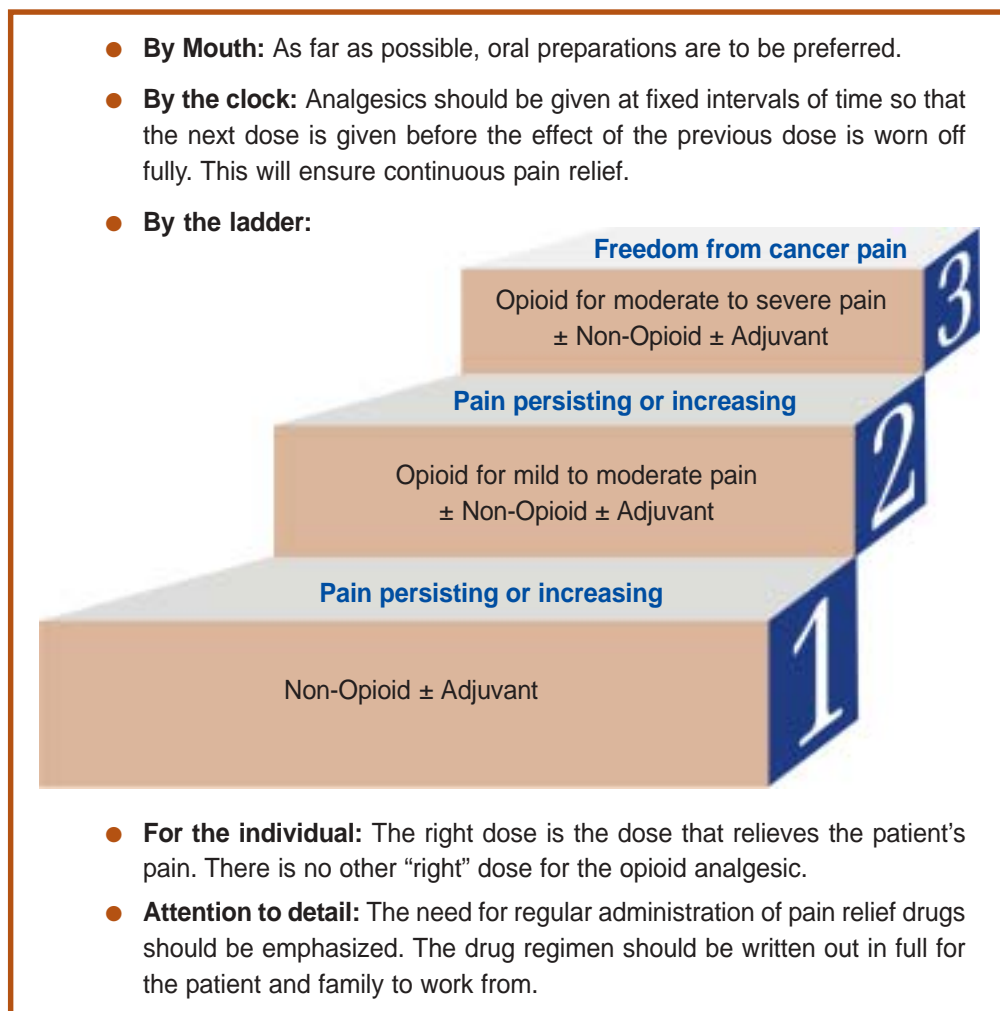 ● By Mouth: As far as possible, oral preparations are to be preferred.
● By the clock: Analgesics should be given at fixed intervals of time so that
the next dose is given before the effect of the previous dose is worn off
fully. This will ensure continuous pain relief.
● By the ladder:
Freedom from cancer pain
Opioid for moderate to severe pain
± Non-Opioid ± Adjuvant
3
Pain persisting or increasing
Opioid for mild to moderate pain
± Non-Opioid ± Adjuvant
2
Pain persisting or increasing
Non-Opioid ± Adjuvant
1
● For the individual: The right dose is the dose that relieves the patient's
pain. There is no other “right” dose for the opioid analgesic.
● Attention to detail: The need for regular administration of pain relief drugs
should be emphasized. The drug regimen should be written out in full for
the patient and family to work from.